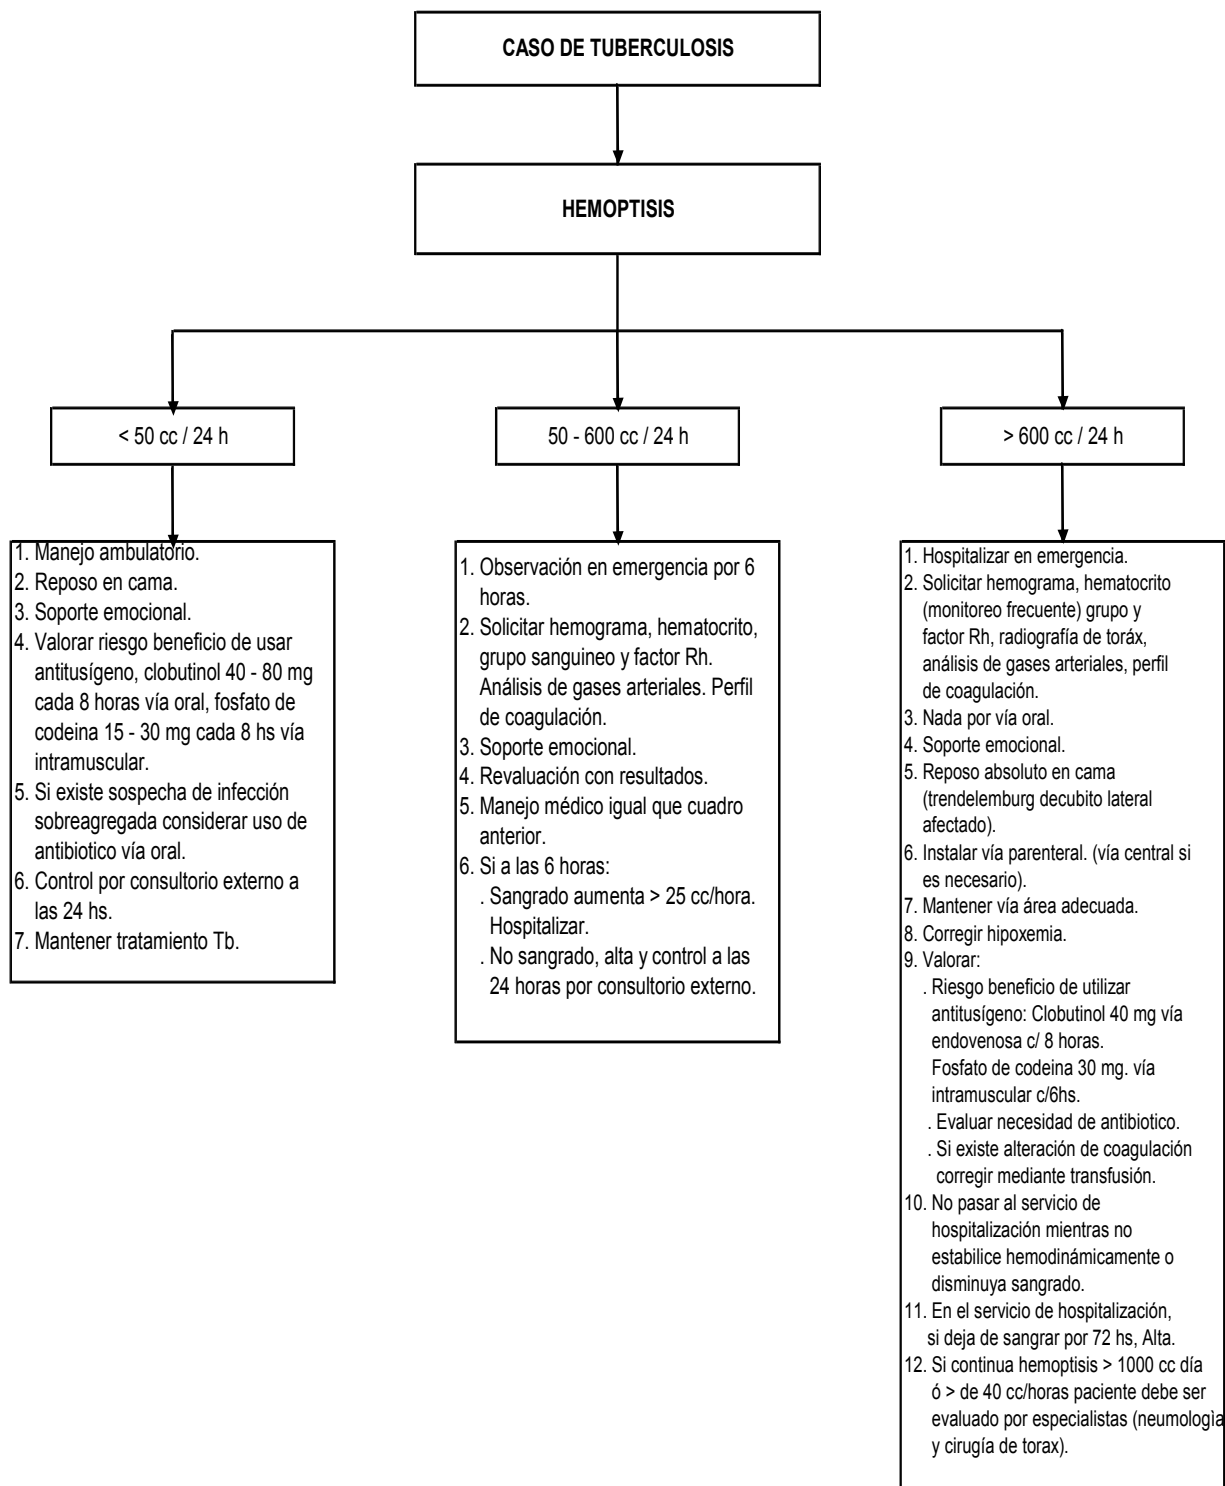 CASO DE TUBERCULOSIS
HEMOPTISIS
< 50 cc / 24 h
50 - 600 cc / 24 h
> 600 cc / 24 h
1. Manejo ambulatorio.
2. Reposo en cama.
3. Soporte emocional.
4. Valorar riesgo beneficio de usar
antitusígeno, clobutinol 40 - 80 mg
cada 8 horas vía oral, fosfato de
codeina 15 - 30 mg cada 8 hs vía
intramuscular.
5. Si existe sospecha de infección
sobreagregada considerar uso de
antibiotico vía oral.
6. Control por consultorio externo a
las 24 hs.
7. Mantener tratamiento Tb.
1. Observación en emergencia por 6
horas.
2. Solicitar hemograma, hematocrito,
grupo sanguineo y factor Rh.
Análisis de gases arteriales. Perfil
de coagulación.
3. Soporte emocional.
4. Revaluación con resultados.
5. Manejo médico igual que cuadro
anterior.
6. Si a las 6 horas:
. Sangrado aumenta > 25 cc/hora.
Hospitalizar.
. No sangrado, alta y control a las
24 horas por consultorio externo.
1. Hospitalizar en emergencia.
2. Solicitar hemograma, hematocrito
(monitoreo frecuente) grupo y
factor Rh, radiografía de toráx,
análisis de gases arteriales, perfil
de coagulación.
3. Nada por vía oral.
4. Soporte emocional.
5. Reposo absoluto en cama
(trendelemburg decubito lateral
afectado).
6. Instalar vía parenteral. (vía central si
es necesario).
7. Mantener vía área adecuada.
8. Corregir hipoxemia.
9. Valorar:
. Riesgo beneficio de utilizar
antitusígeno: Clobutinol 40 mg vía
endovenosa c/ 8 horas.
Fosfato de codeina 30 mg. vía
intramuscular c/6hs.
. Evaluar necesidad de antibiotico.
. Si existe alteración de coagulación
corregir mediante transfusión.
10. No pasar al servicio de
hospitalización mientras no
estabilice hemodinámicamente o
disminuya sangrado.
11. En el servicio de hospitalización,
si deja de sangrar por 72 hs, Alta.
12. Si continua hemoptisis > 1000 cc día
ó > de 40 cc/horas paciente debe ser
evaluado por especialistas (neumologìa
y cirugía de torax).